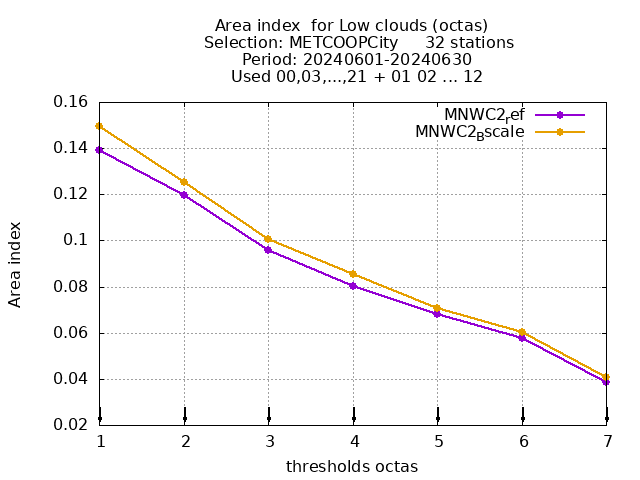 Area index  for Low clouds (octas)
Selection: METCOOPCity     32 stations
Period: 20240601-20240630
Used 00,03,...,21 + 01 02 ... 12
MNWC2ref
MNWC2Bscale
0.16
0.14
0.12
0.1
0.08
0.06
0.04
0.02
Area index
1 2 3 4 5 6 7
thresholds octas